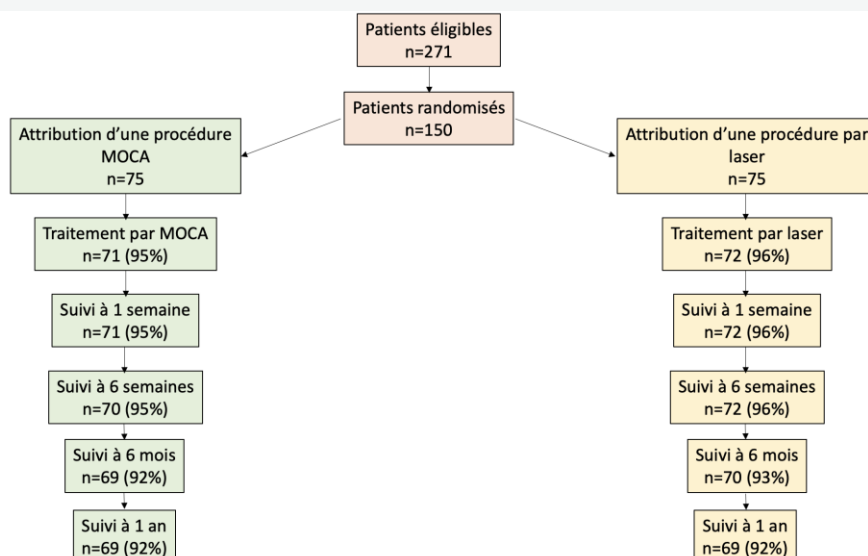 Patients éligibles
n=271
Patients randomisés
n=150
Attribution d’une procédure
MOCA
n=75
Traitement par MOCA
n=71 (95%)
Suivi à 1 semaine
n=71 (95%)
Suivi à 6 semaines
n=70 (95%)
Suivi à 6 mois
n=69 (92%)
Suivi à 1 an
n=69 (92%)
Attribution d’une procédure par
laser
n=75
Traitement par laser
n=72 (96%)
Suivi à 1 semaine
n=72 (96%)
Suivi à 6 semaines
n=72 (96%)
Suivi à 6 mois
n=70 (93%)
Suivi à 1 an
n=69 (92%)